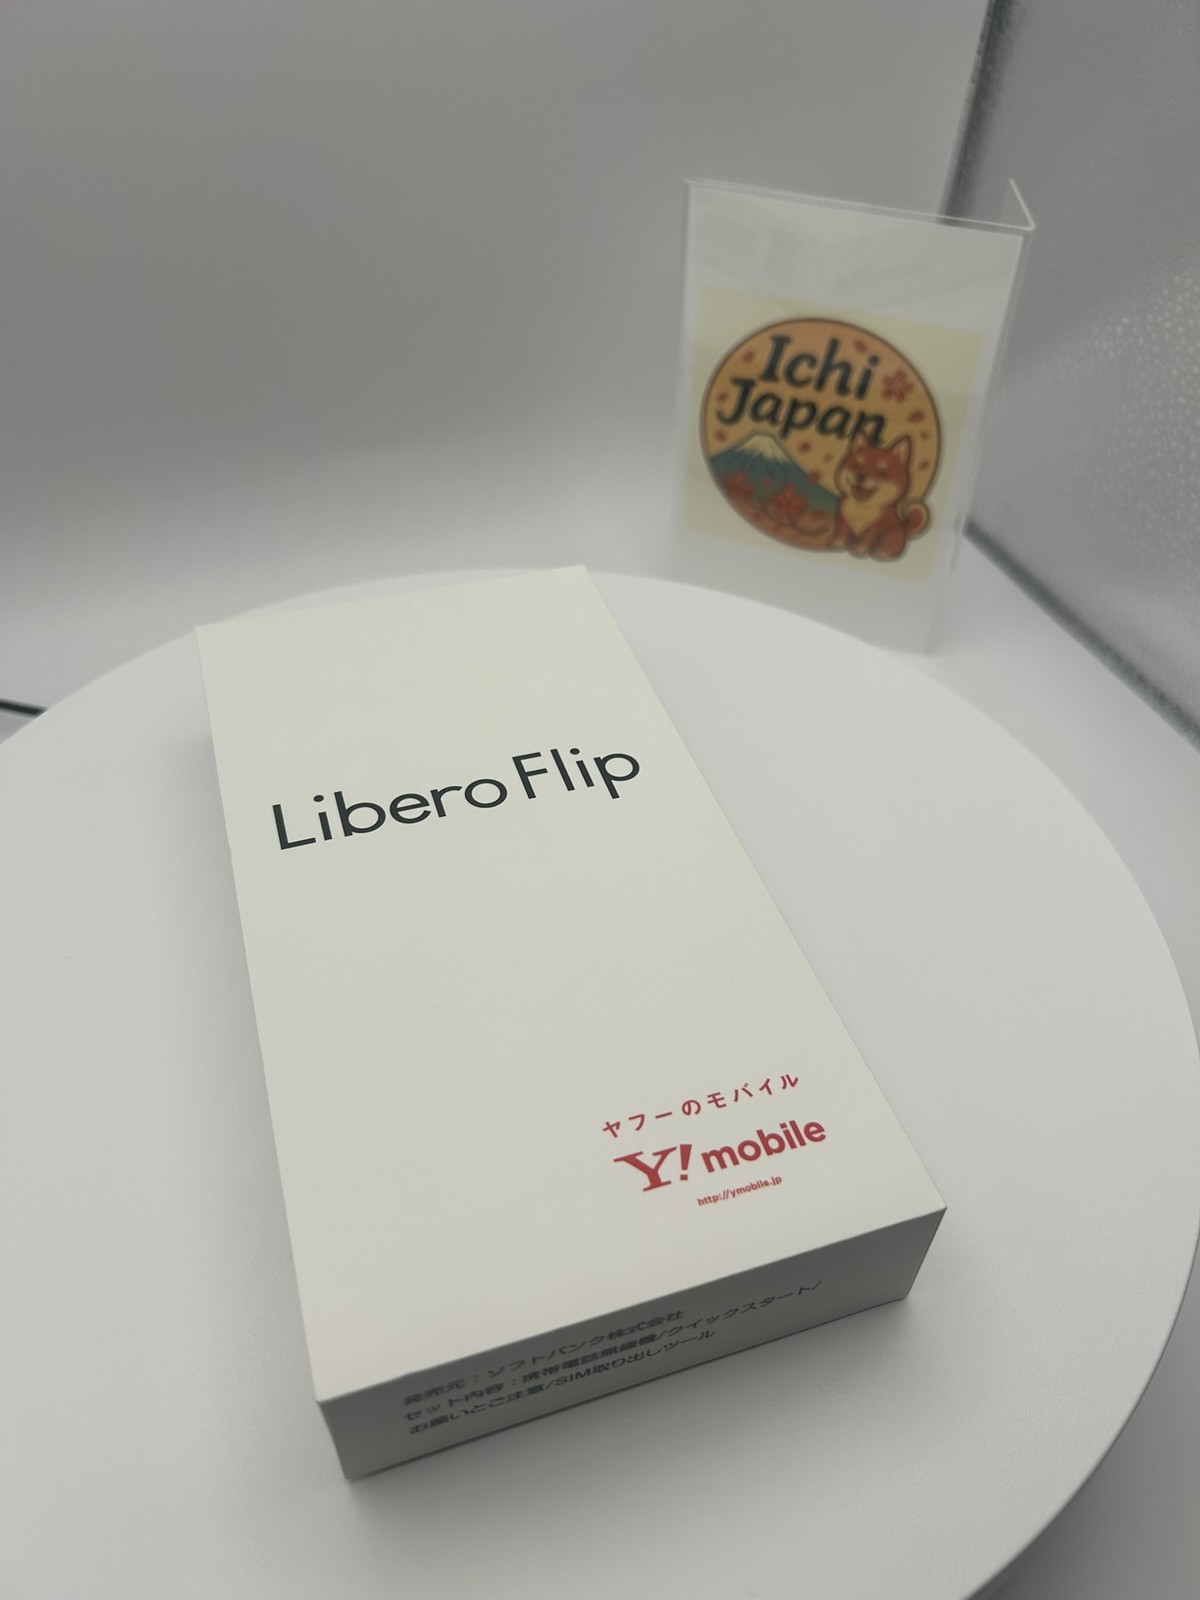 Ichi
Japan
Libero Flip
ヤフーのモバイル
Y!mobile
http://ymobile.jp
発売元：ソフトバンク株式会社
セット内容：携帯電話無線機/クイックスタート/
お願いとご注意/SIM取り出しツール